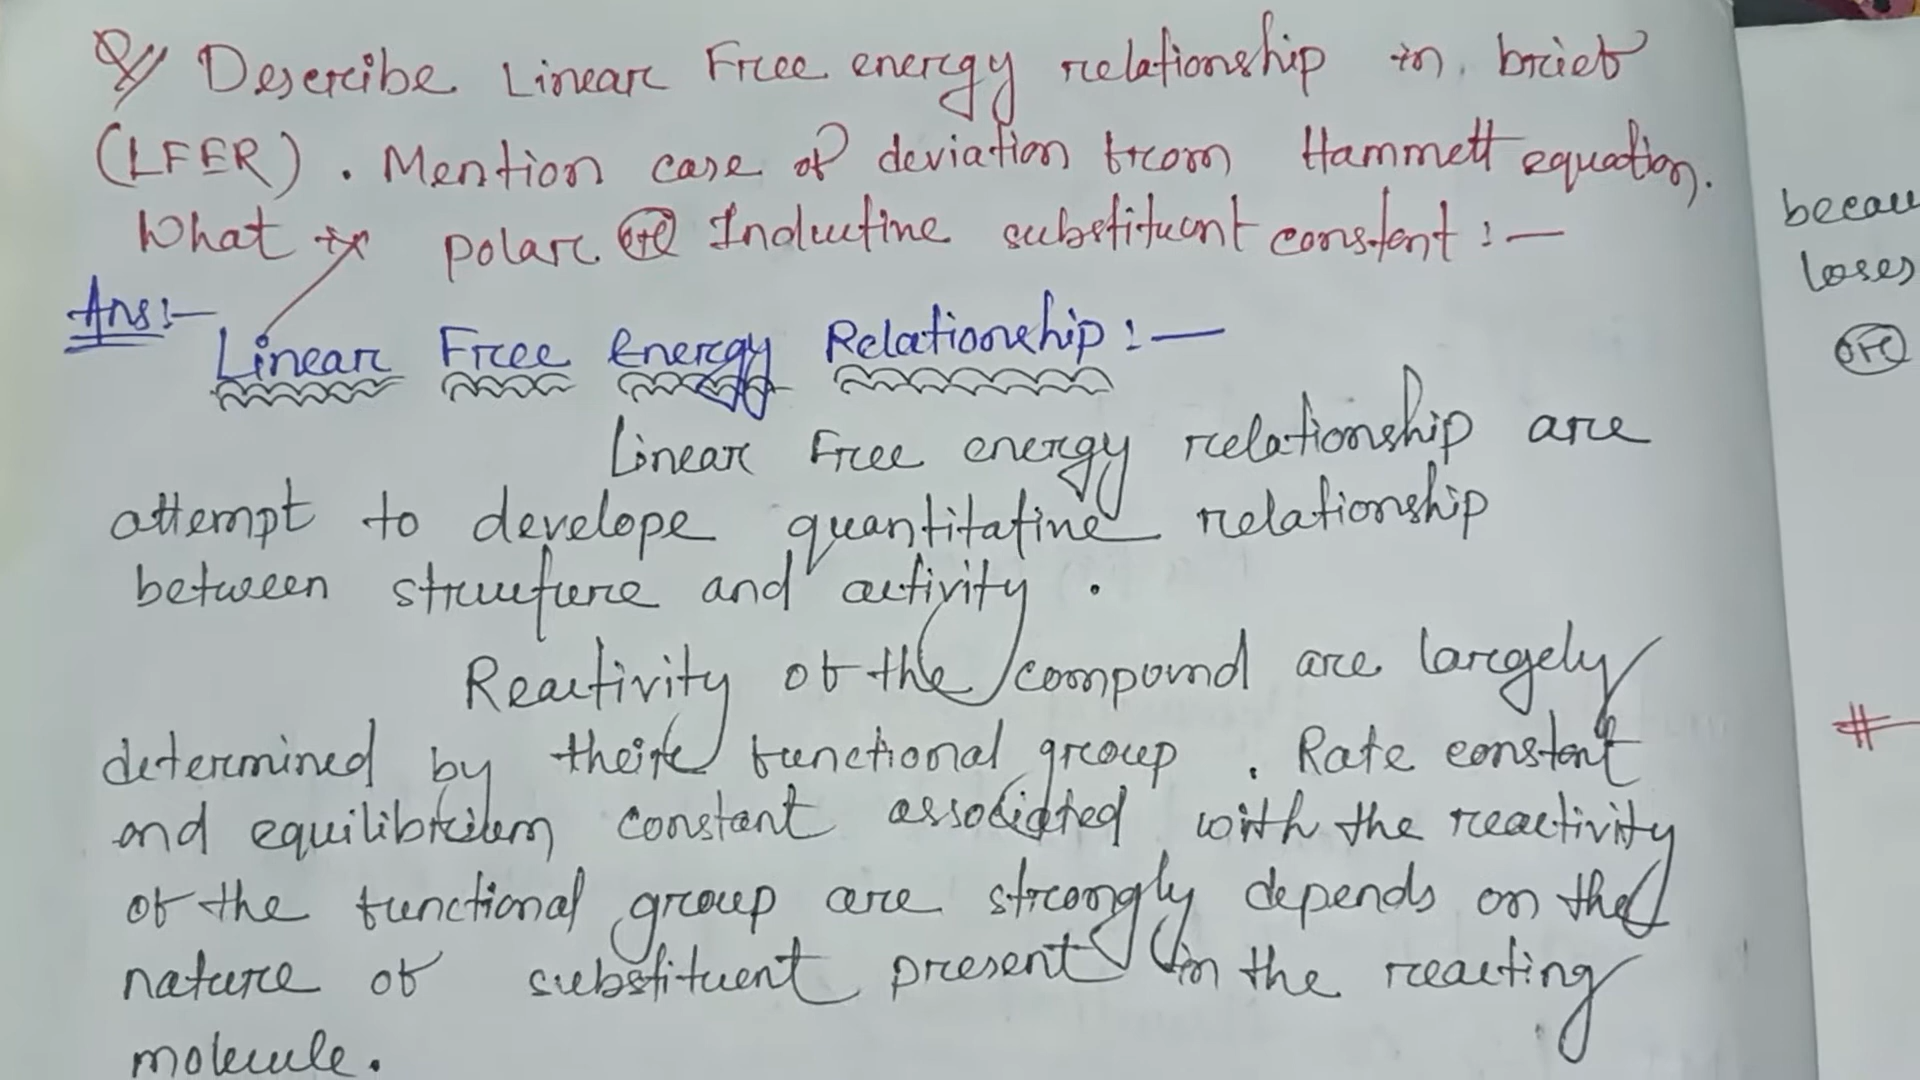 Q/ Describe Linear Free energy relationship in brief
(LFER). Mention case of deviation from Hammett equation.
What is polar or Inductive substituent constant :—
Ans:—
Linear Free energy Relationship :—
Linear Free energy relationship are
attempt to develope quantitative relationship
between structure and activity .
Reactivity of the compound are largely
determined by their functional group . Rate constant
and equilibrium constant associated with the reactivity
of the functional group are strongly depends on the
nature of substituent present in the reacting
molecule.
becau
loses
or
#